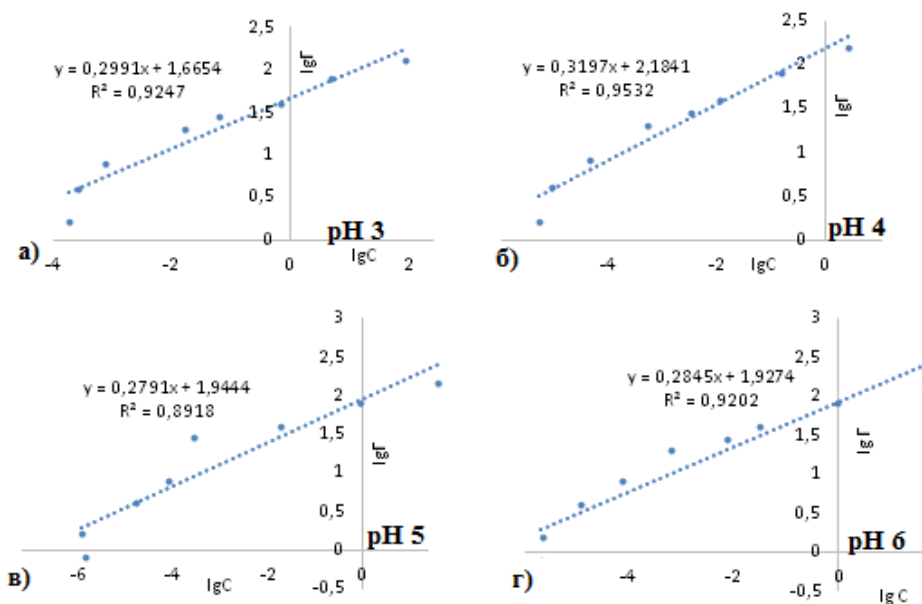 y = 0,2991x + 1,6654
R² = 0,9247
2,5
2
1,5
1
0,5
0
lgΓ
-4
-2
0
2
lgC
pH 3
а)
y = 0,3197x + 2,1841
R² = 0,9532
2,5
2
1,5
1
0,5
0
lgΓ
-4
-2
0
lgC
pH 4
б)
y = 0,2791x + 1,9444
R² = 0,8918
3
2,5
2
1,5
1
0,5
0
-0,5
lgΓ
-6
-4
-2
0
lgC
pH 5
в)
y = 0,2845x + 1,9274
R² = 0,9202
3
2,5
2
1,5
1
0,5
0
-0,5
lgΓ
-4
-2
0
lgC
pH 6
г)